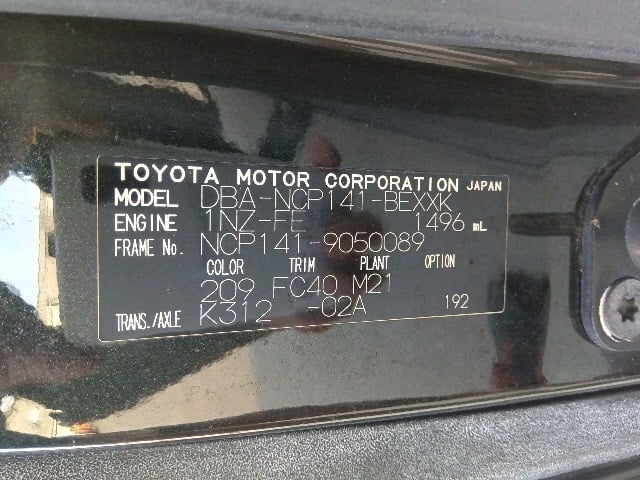 TOYOTA MOTOR CORPORATION JAPAN
MODEL DBA-NCP141-BEXXK
ENGINE 1NZ-FE 1496 mL
FRAME No. NCP141-9050089
COLOR TRIM PLANT OPTION
209 FC40 M21
TRANS./AXLE K312 -02A 192